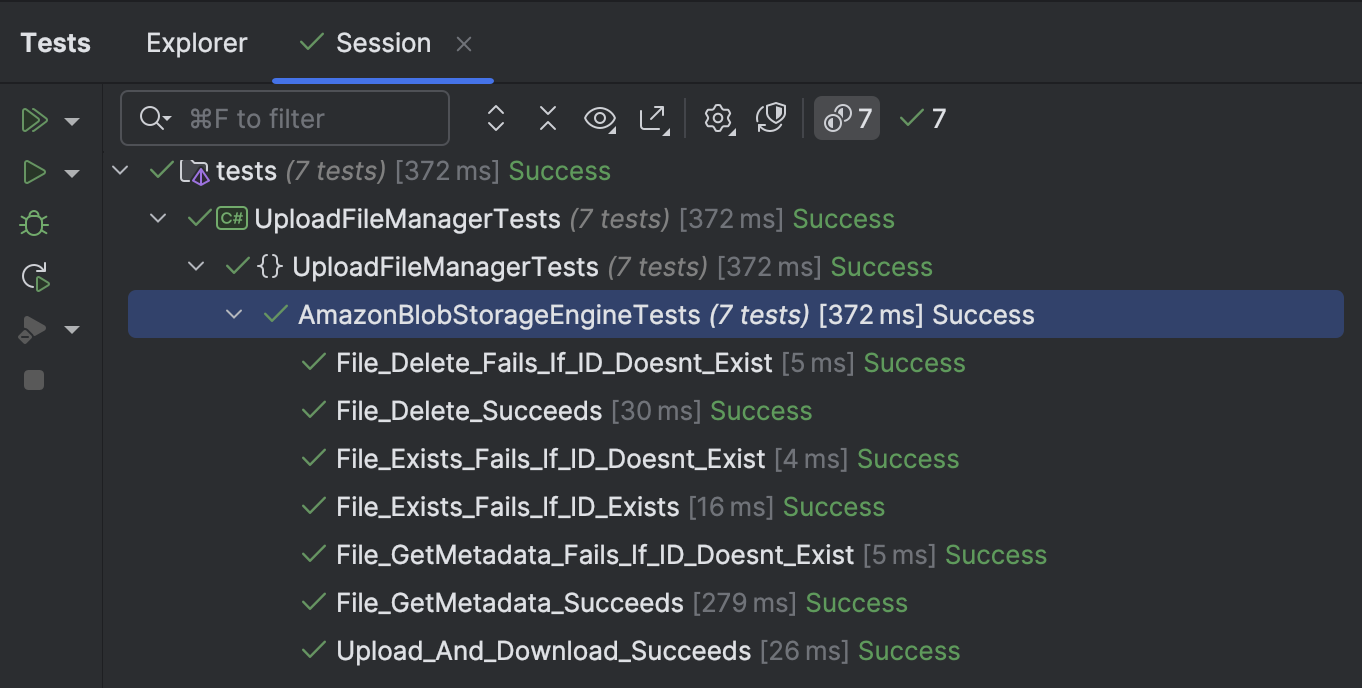 Tests Explorer Session
⌘F to filter 7 7
tests (7 tests) [372 ms] Success
C# UploadFileManagerTests (7 tests) [372 ms] Success
{} UploadFileManagerTests (7 tests) [372 ms] Success
AmazonBlobStorageEngineTests (7 tests) [372 ms] Success
File_Delete_Fails_If_ID_Doesnt_Exist [5 ms] Success
File_Delete_Succeeds [30 ms] Success
File_Exists_Fails_If_ID_Doesnt_Exist [4 ms] Success
File_Exists_Fails_If_ID_Exists [16 ms] Success
File_GetMetadata_Fails_If_ID_Doesnt_Exist [5 ms] Success
File_GetMetadata_Succeeds [279 ms] Success
Upload_And_Download_Succeeds [26 ms] Success